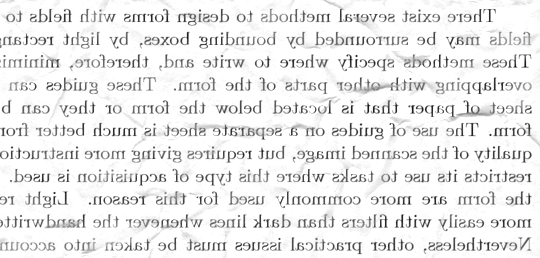 There exist several methods to design forms with fields to
fields may be surrounded by bounding boxes, by light rectang
These methods specify where to write and, therefore, minimi
overlapping with other parts of the form. These guides can
sheet of paper that is located below the form or they can b
form. The use of guides on a separate sheet is much better fro
quality of the scanned image, but requires giving more instructio
restricts its use to tasks where this type of acquisition is used.
the form are more commonly used for this reason. Light re
more easily with filters than dark lines whenever the handwritte
Nevertheless, other practical issues must be taken into accoun